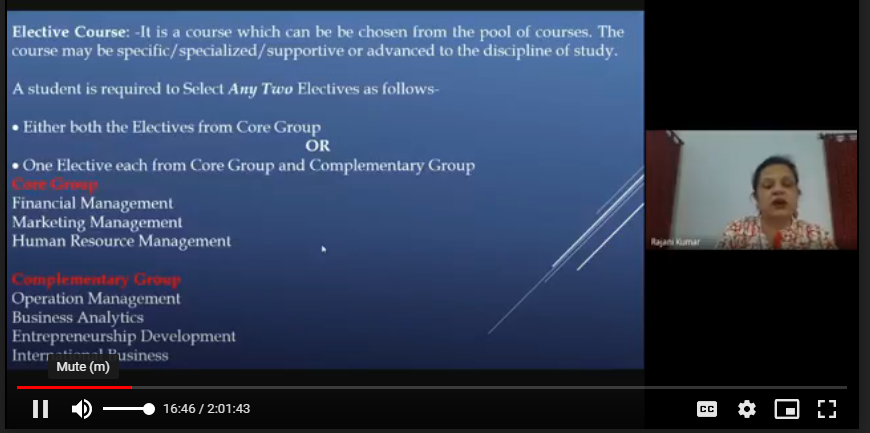 Elective Course: -It is a course which can be be chosen from the pool of courses. The
course may be specific/specialized/supportive or advanced to the discipline of study.
A student is required to Select Any Two Electives as follows-
• Either both the Electives from Core Group
OR
• One Elective each from Core Group and Complementary Group
Core Group
Financial Management
Marketing Management
Human Resource Management
Complementary Group
Operation Management
Business Analytics
Entrepreneurship Development
International Business
Rajani Kumar
Mute (m)
16:46 / 2:01:43
CC